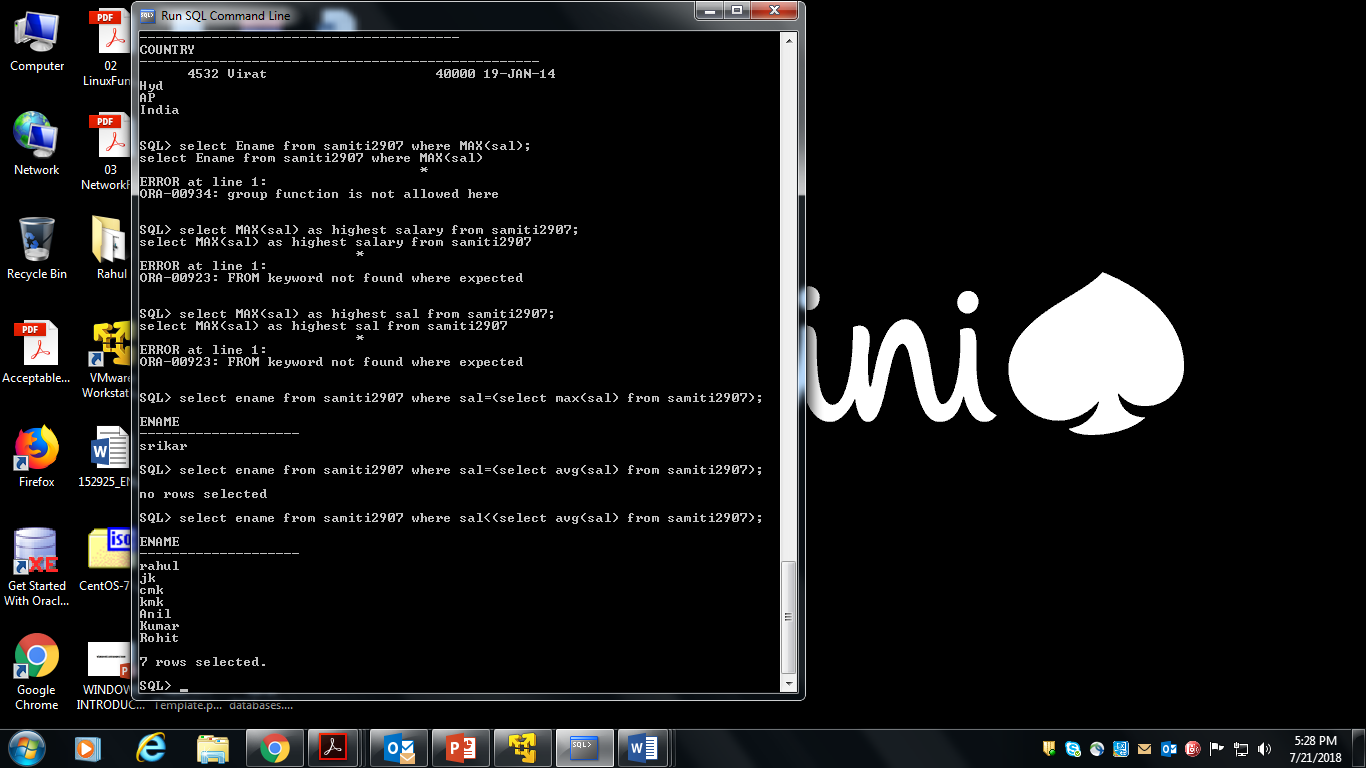 Run SQL Command Line
----------------------------------------
COUNTRY
--------------------------------------------------
      4532 Virat                     40000 19-JAN-14
Hyd
AP
India
SQL> select Ename from samiti2907 where MAX(sal);
select Ename from samiti2907 where MAX(sal)
                                   *
ERROR at line 1:
ORA-00934: group function is not allowed here
SQL> select MAX(sal) as highest salary from samiti2907;
select MAX(sal) as highest salary from samiti2907
                           *
ERROR at line 1:
ORA-00923: FROM keyword not found where expected
SQL> select MAX(sal) as highest sal from samiti2907;
select MAX(sal) as highest sal from samiti2907
                           *
ERROR at line 1:
ORA-00923: FROM keyword not found where expected
SQL> select ename from samiti2907 where sal=(select max(sal) from samiti2907);
ENAME
--------------------
srikar
SQL> select ename from samiti2907 where sal=(select avg(sal) from samiti2907);
no rows selected
SQL> select ename from samiti2907 where sal<(select avg(sal) from samiti2907);
ENAME
--------------------
rahul
jk
cmk
kmk
Anil
Kumar
Rohit
7 rows selected.
SQL> _
Computer
02
LinuxFun
Network
03
NetworkF
Recycle Bin
Rahul
Acceptable...
VMware
Workstat
Firefox
152925_EN
Get Started
With Oracl...
CentOS-7
Google
Chrome
WINDOW
INTRODUC...
Template.p...
databases....
PDF
PDF
PDF
iso
XE
ini
SQL>
5:28 PM
7/21/2018